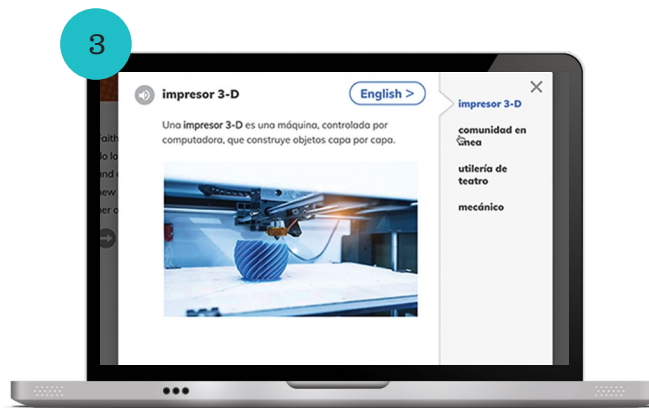 3
impresor 3-D
English >
Una impresor 3-D es una máquina, controlada por
computadora, que construye objetos capa por capa.
impresor 3-D
comunidad en
línea
utilería de
teatro
mecánico